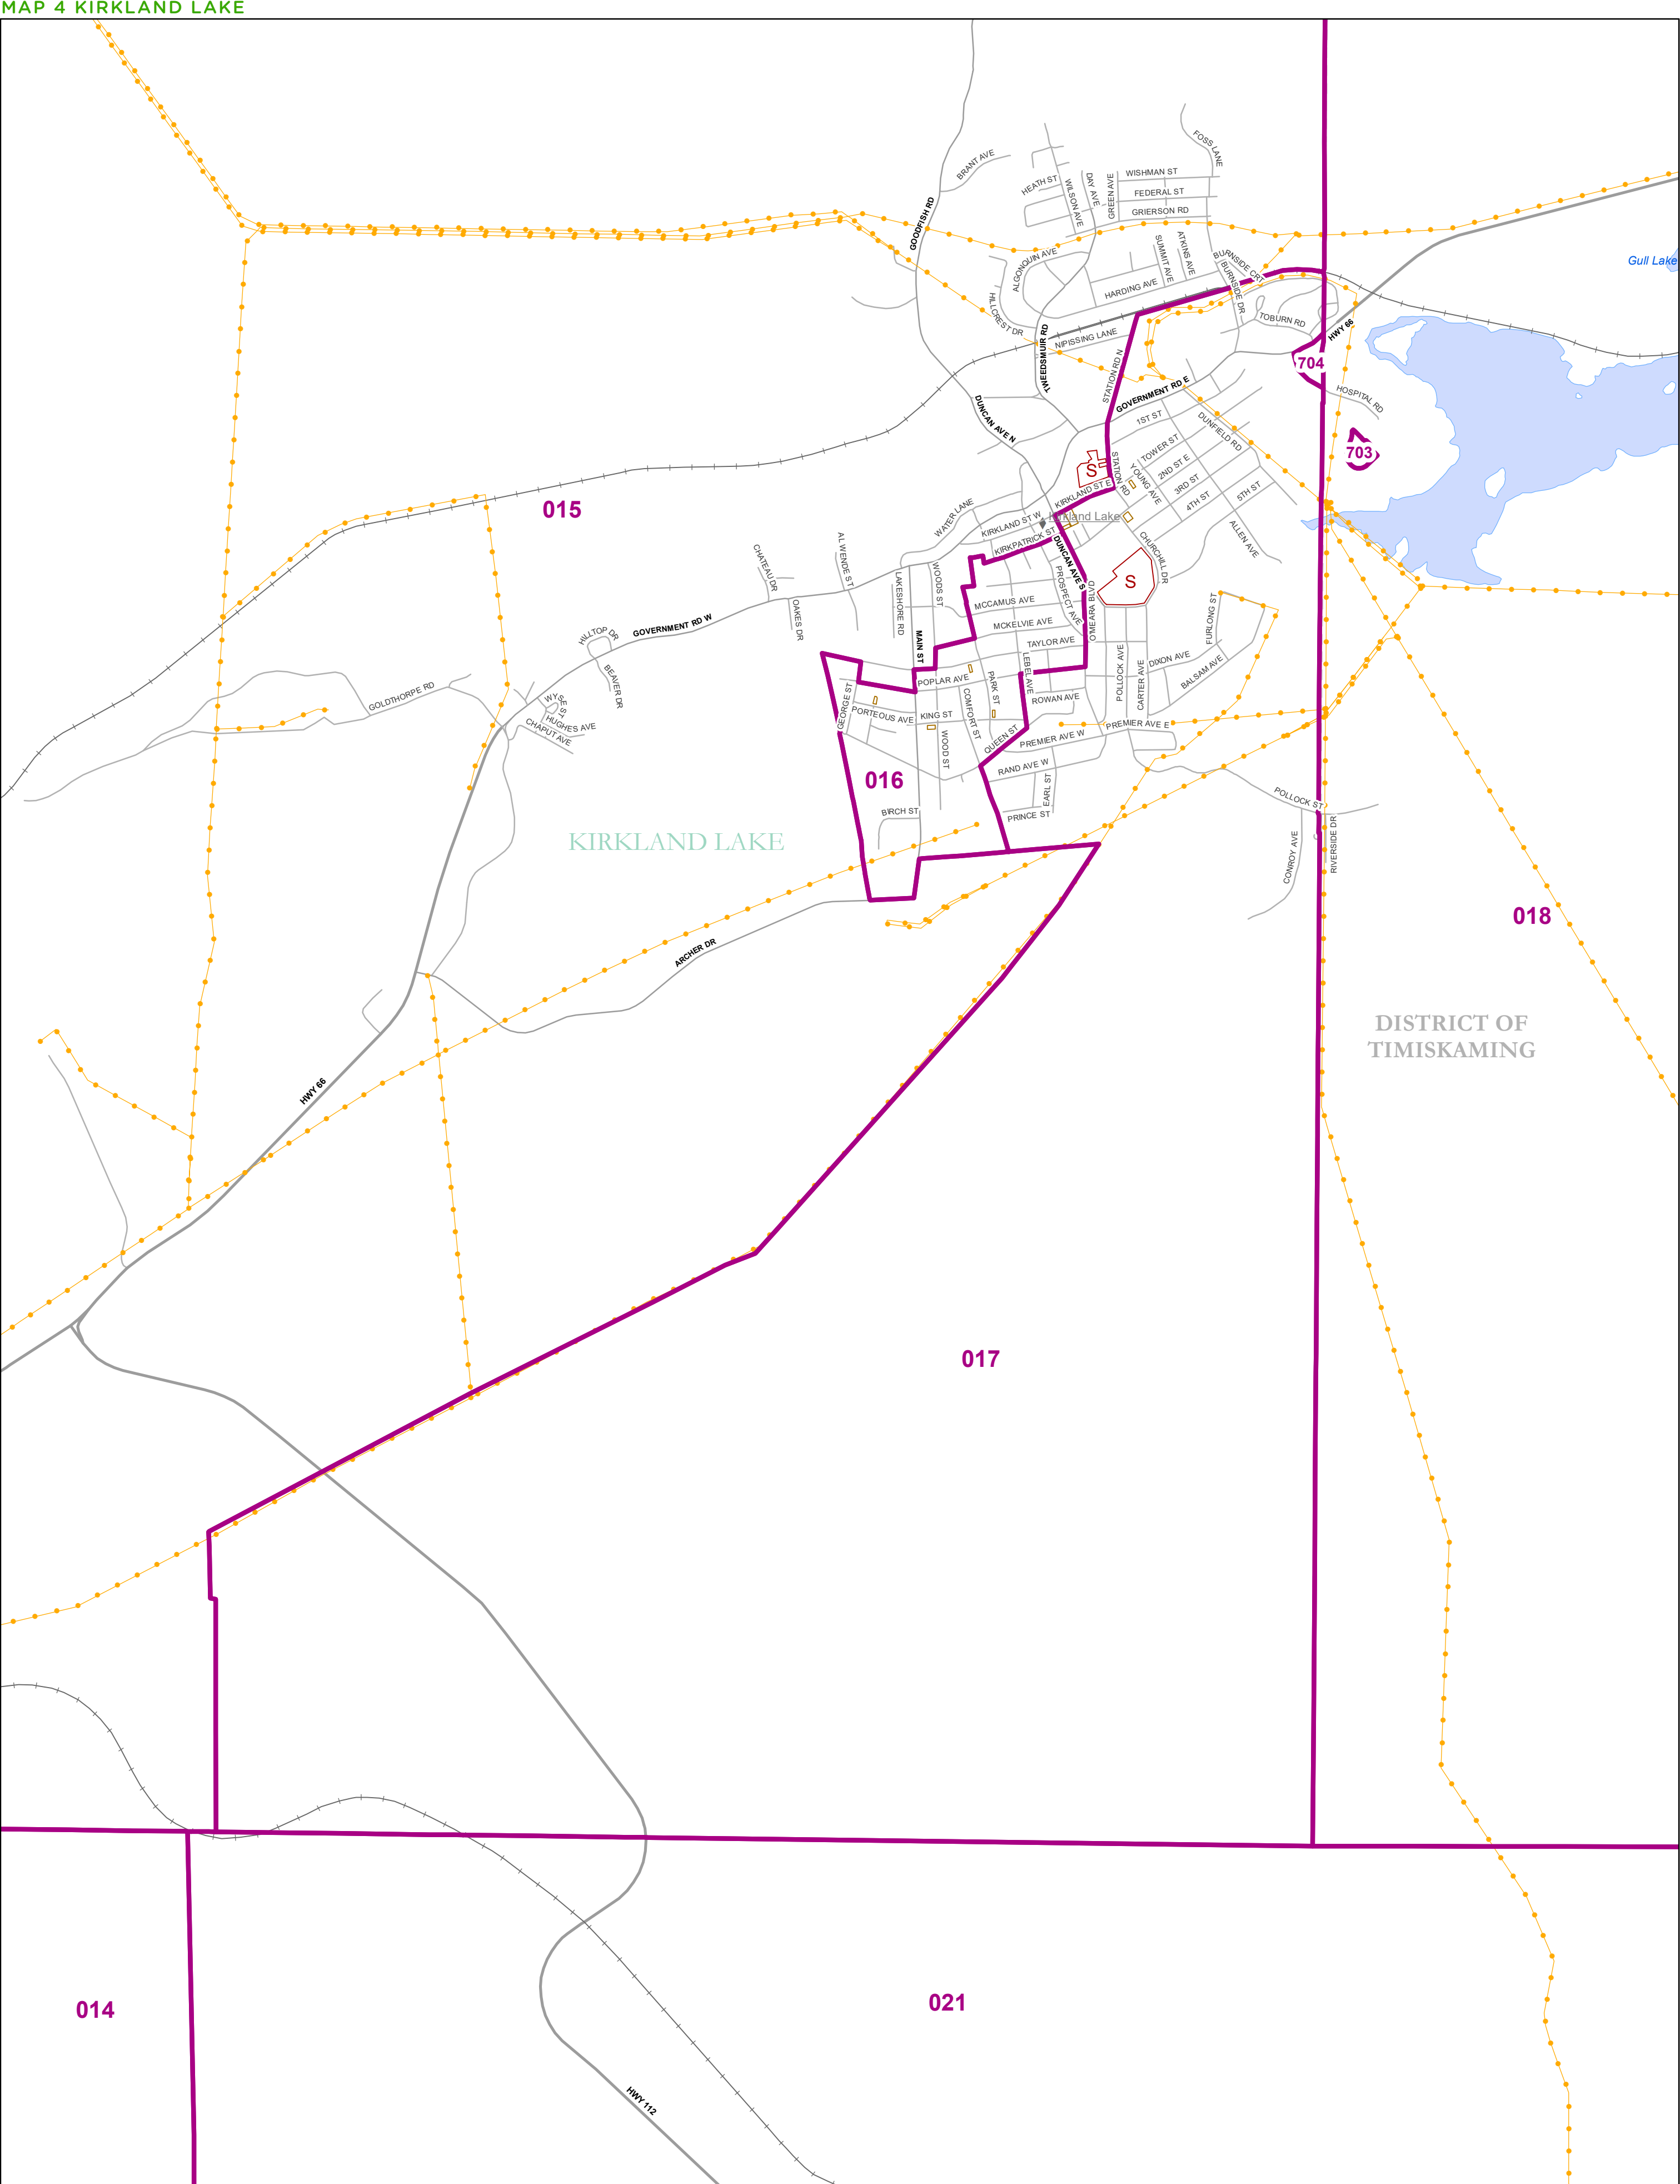 MAP 4 KIRKLAND LAKE
FOSS LANE
BRANT AVE
WISHMAN ST
HEATH ST
WILSON AVE
DAY AVE
GREEN AVE
FEDERAL ST
GRIERSON RD
GOODFISH RD
ALGONQUIN AVE
SUMMIT AVE
ATKINS AVE
BURNSIDE CRT
BURNSIDE DR
Gull Lake
HARDING AVE
HILLCREST DR
TOBURN RD
HWY 66
NIPISSING LANE
TWEEDSMUIR RD
STATION RD N
704
GOVERNMENT RD E
HOSPITAL RD
DUNCAN AVE N
1ST ST
DUNFIELD RD
TOWER ST
703
S
STATION RD
YOUNG AVE
2ND ST E
3RD ST
4TH ST
5TH ST
KIRKLAND ST E
015
WATER LANE
KIRKLAND ST W
Kirkland Lake
ALLEN AVE
KIRKPATRICK ST
DUNCAN AVE S
CHURCHILL DR
CHATEAU DR
AL WENDE ST
LAKESHORE RD
WOODS ST
PROSPECT AVE
S
OAKES DR
MCCAMUS AVE
O'MEARA BLVD
FURLONG ST
GOVERNMENT RD W
HILLTOP DR
MAIN ST
MCKELVIE AVE
TAYLOR AVE
BEAVER DR
LEBEL AVE
POLLOCK AVE
CARTER AVE
DIXON AVE
BALSAM AVE
GOLDTHORPE RD
POPLAR AVE
PARK ST
GEORGE ST
COMFORT ST
ROWAN AVE
WYSE ST
HUGHES AVE
CHAPUT AVE
PORTEOUS AVE
KING ST
PREMIER AVE E
WOOD ST
QUEEN ST
PREMIER AVE W
RAND AVE W
016
EARL ST
POLLOCK ST
BIRCH ST
PRINCE ST
KIRKLAND LAKE
CONROY AVE
RIVERSIDE DR
018
ARCHER DR
DISTRICT OF
TIMISKAMING
HWY 66
017
014
021
HWY 112